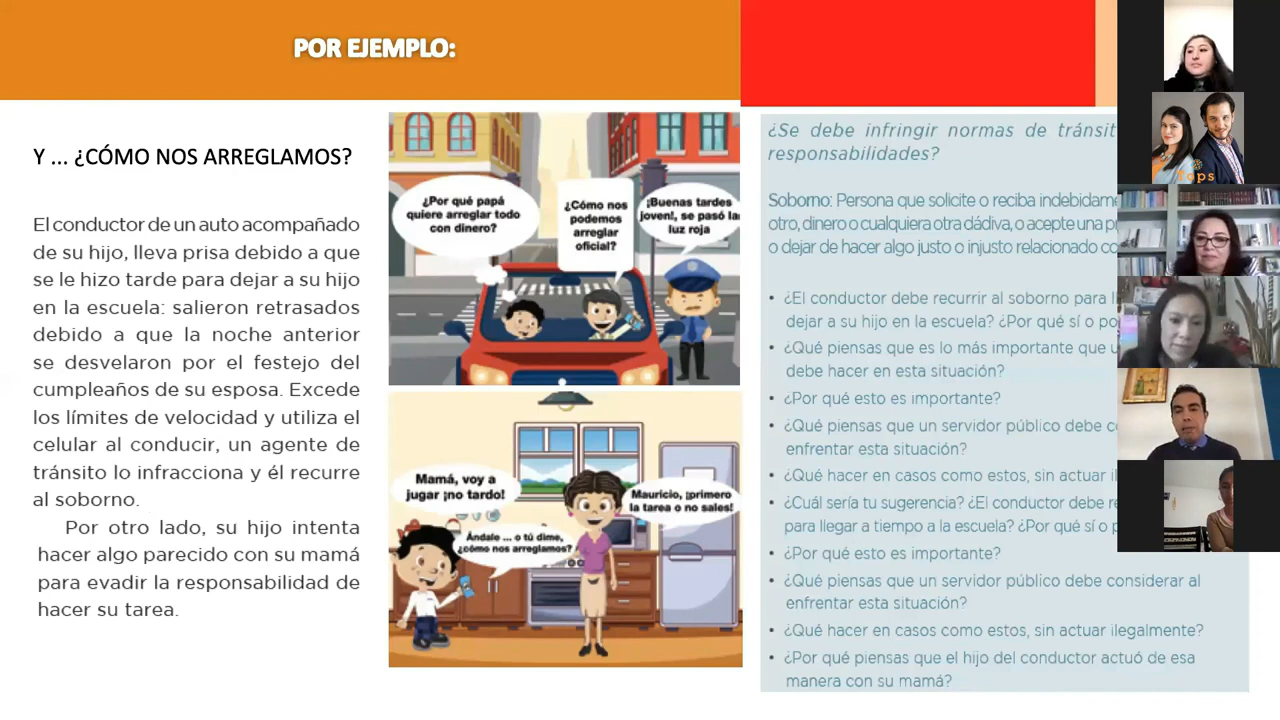 POR EJEMPLO:
Y ... ¿CÓMO NOS ARREGLAMOS?
El conductor de un auto acompañado
de su hijo, lleva prisa debido a que
se le hizo tarde para dejar a su hijo
en la escuela: salieron retrasados
debido a que la noche anterior
se desvelaron por el festejo del
cumpleaños de su esposa. Excede
los límites de velocidad y utiliza el
celular al conducir, un agente de
tránsito lo infracciona y él recurre
al soborno.
Por otro lado, su hijo intenta
hacer algo parecido con su mamá
para evadir la responsabilidad de
hacer su tarea.
¿Por qué papá
quiere arreglar todo
con dinero?
¿Cómo nos
podemos
arreglar
oficial?
¡Buenas tardes
joven!, se pasó la
luz roja
Mamá, voy a
jugar ¡no tardo!
Mauricio, ¡primero
la tarea o no sales!
Ándale ... o tú dime,
¿cómo nos arreglamos?
¿Se debe infringir normas de tránsit
responsabilidades?
Soborno: Persona que solicite o reciba indebidame
otro, dinero o cualquiera otra dádiva, o acepte una p
o dejar de hacer algo justo o injusto relacionado co
• ¿El conductor debe recurrir al soborno para l
dejar a su hijo en la escuela? ¿Por qué sí o po
• ¿Qué piensas que es lo más importante que u
debe hacer en esta situación?
• ¿Por qué esto es importante?
• ¿Qué piensas que un servidor público debe c
enfrentar esta situación?
• ¿Qué hacer en casos como estos, sin actuar i
• ¿Cuál sería tu sugerencia? ¿El conductor debe r
para llegar a tiempo a la escuela? ¿Por qué sí o p
• ¿Por qué esto es importante?
• ¿Qué piensas que un servidor público debe considerar al
enfrentar esta situación?
• ¿Qué hacer en casos como estos, sin actuar ilegalmente?
• ¿Por qué piensas que el hijo del conductor actuó de esa
manera con su mamá?